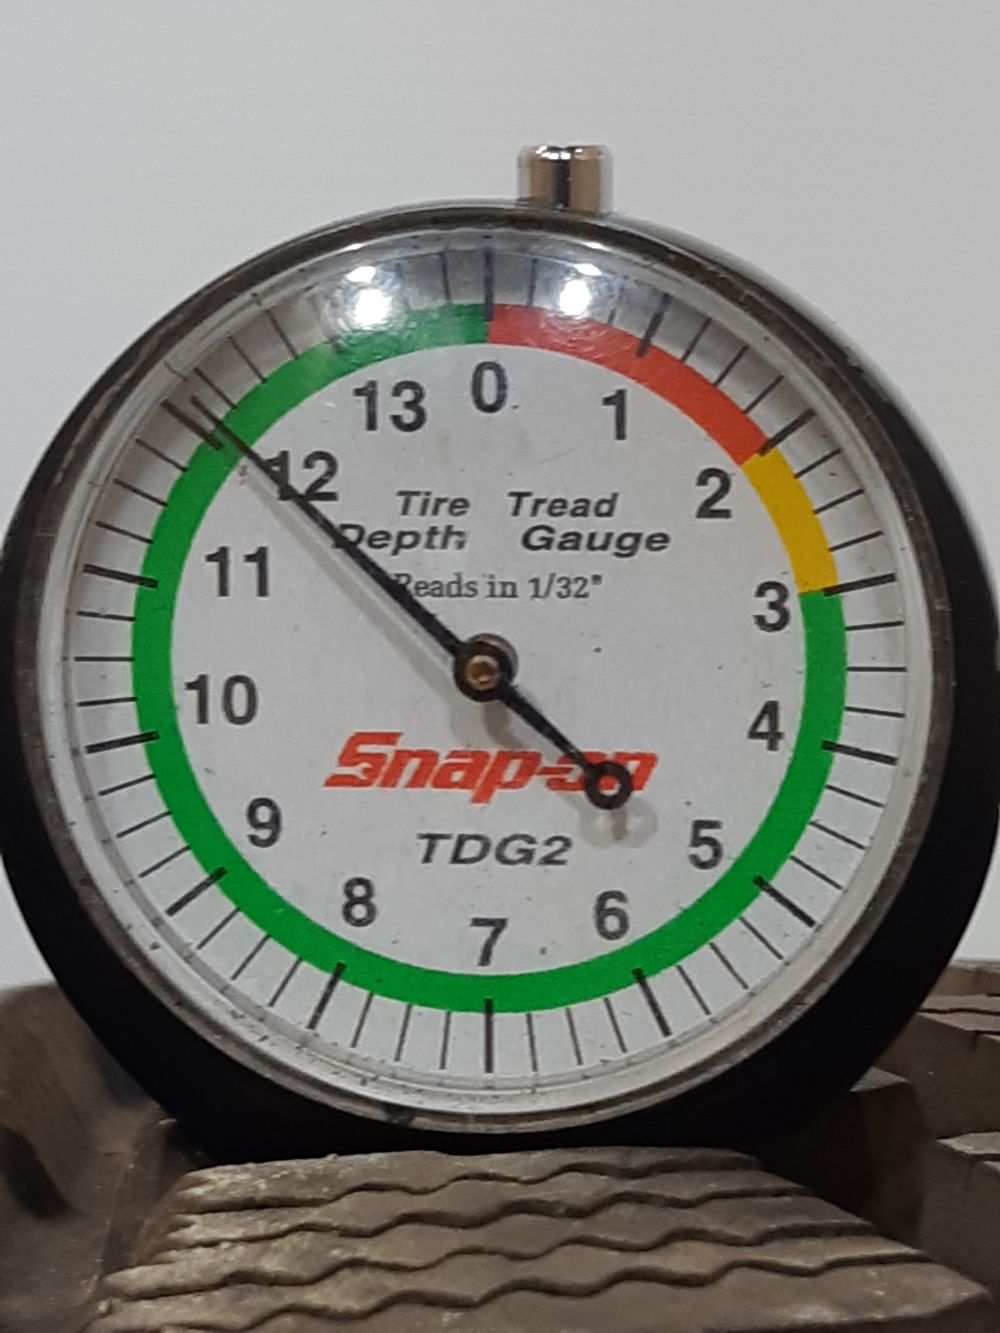 0
13 1
12 2
Tire Tread
Depth Gauge
Reads in 1/32"
11 3
10 4
Snap-on
9 5
TDG2
8 6
7